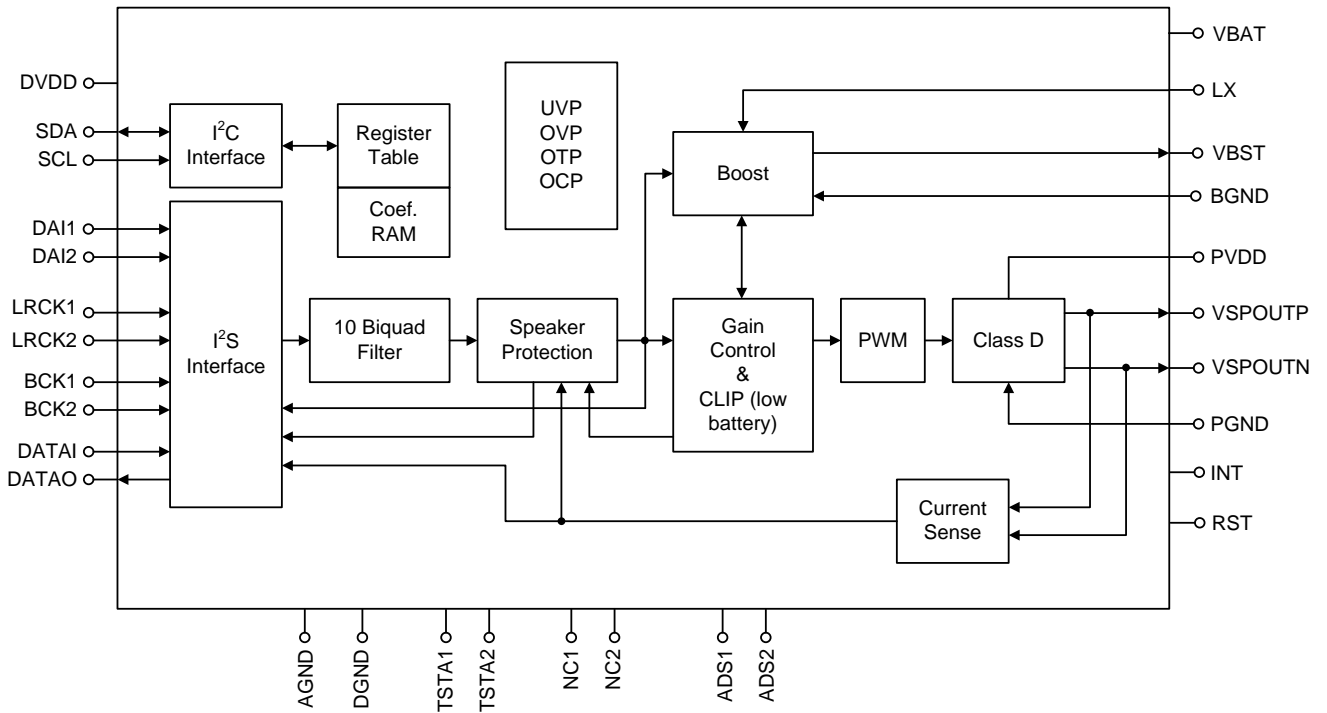 DVDD
SDA
SCL
DAI1
DAI2
LRCK1
LRCK2
BCK1
BCK2
DATAI
DATAO
I²C
Interface
Register
Table
Coef.
RAM
UVP
OVP
OTP
OCP
Boost
I²S
Interface
10 Biquad
Filter
Speaker
Protection
Gain
Control
&
CLIP (low
battery)
PWM
Class D
Current
Sense
VBAT
LX
VBST
BGND
PVDD
VSPOUTP
VSPOUTN
PGND
INT
RST
AGND
DGND
TSTA1
TSTA2
NC1
NC2
ADS1
ADS2